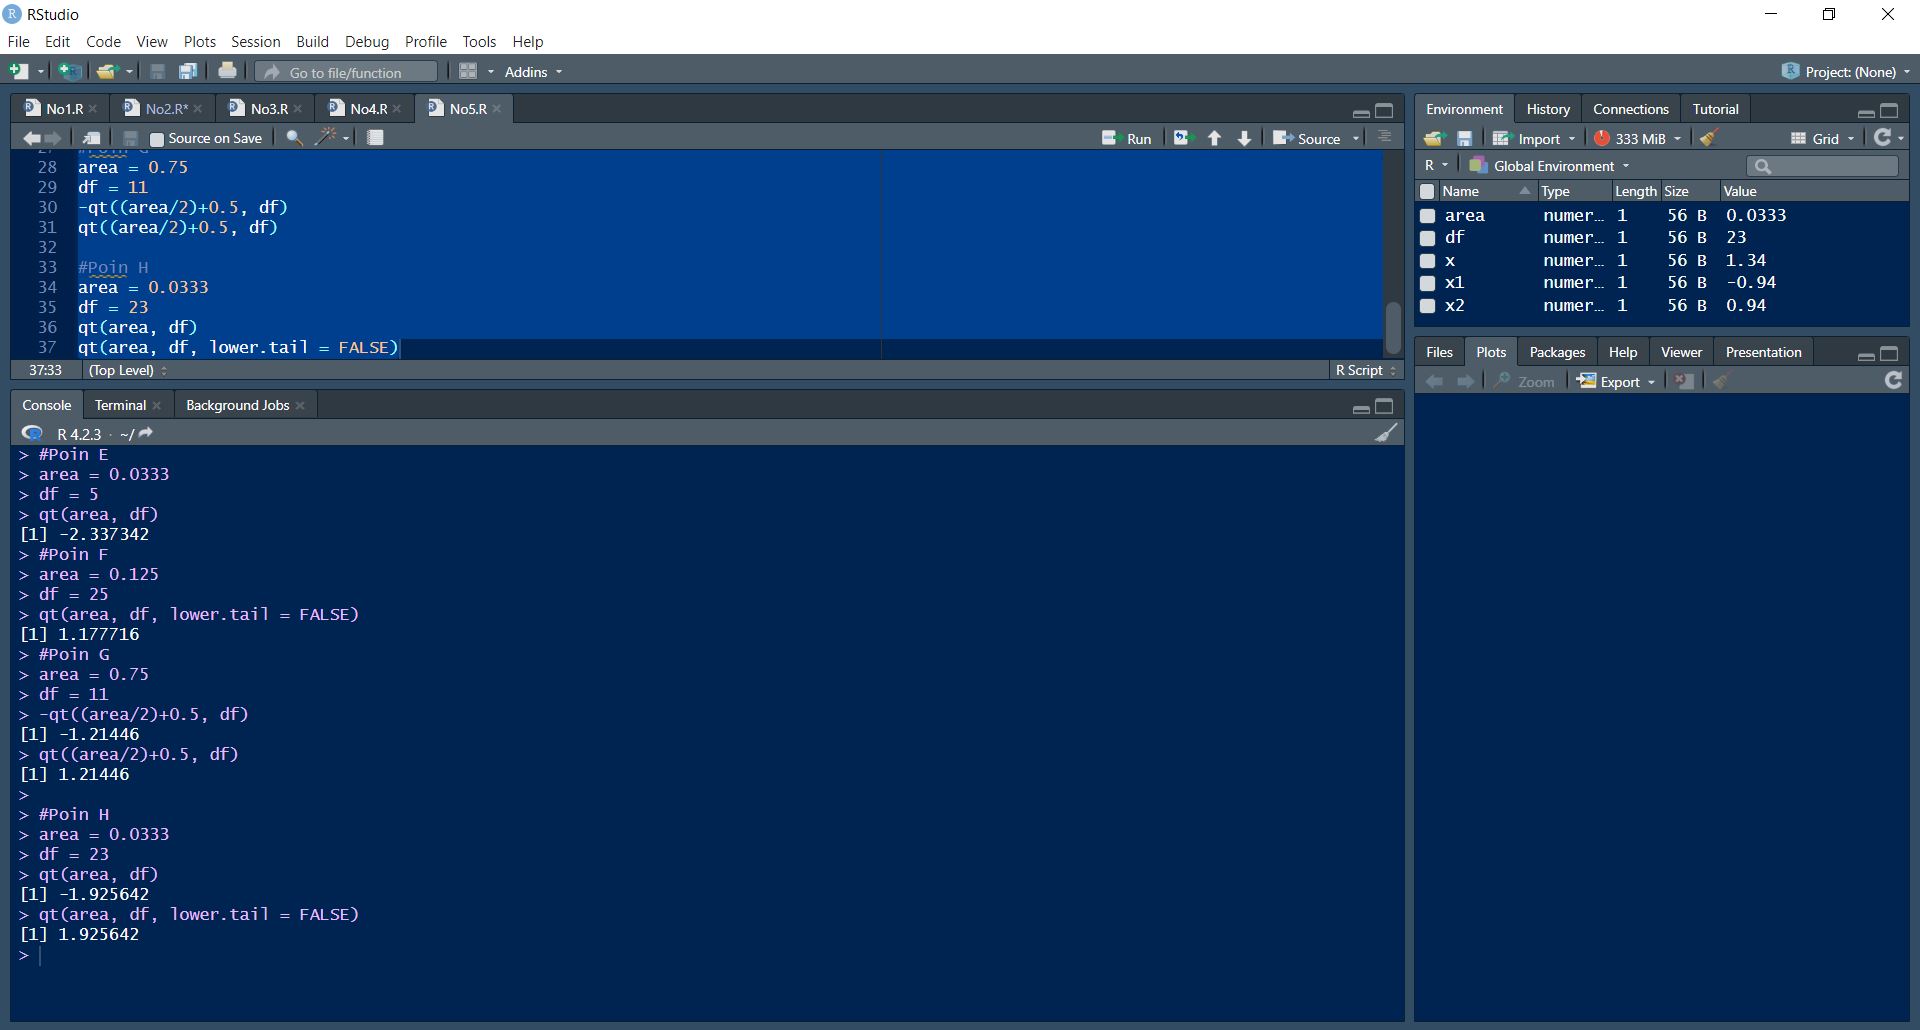 RStudio
File Edit Code View Plots Session Build Debug Profile Tools Help
Go to file/function Addins Project: (None)
No1.R No2.R* No3.R No4.R No5.R
Source on Save Run Source
28 area = 0.75
29 df = 11
30 -qt((area/2)+0.5, df)
31 qt((area/2)+0.5, df)
32
33 #Poin H
34 area = 0.0333
35 df = 23
36 qt(area, df)
37 qt(area, df, lower.tail = FALSE)
37:33 (Top Level) R Script
Console Terminal Background Jobs
R 4.2.3 · ~/
> #Poin E
> area = 0.0333
> df = 5
> qt(area, df)
[1] -2.337342
> #Poin F
> area = 0.125
> df = 25
> qt(area, df, lower.tail = FALSE)
[1] 1.177716
> #Poin G
> area = 0.75
> df = 11
> -qt((area/2)+0.5, df)
[1] -1.21446
> qt((area/2)+0.5, df)
[1] 1.21446
>
> #Poin H
> area = 0.0333
> df = 23
> qt(area, df)
[1] -1.925642
> qt(area, df, lower.tail = FALSE)
[1] 1.925642
>
Environment History Connections Tutorial
Import 333 MiB Grid
R Global Environment
Name Type Length Size Value
area numer… 1 56 B 0.0333
df numer… 1 56 B 23
x numer… 1 56 B 1.34
x1 numer… 1 56 B -0.94
x2 numer… 1 56 B 0.94
Files Plots Packages Help Viewer Presentation
Zoom Export